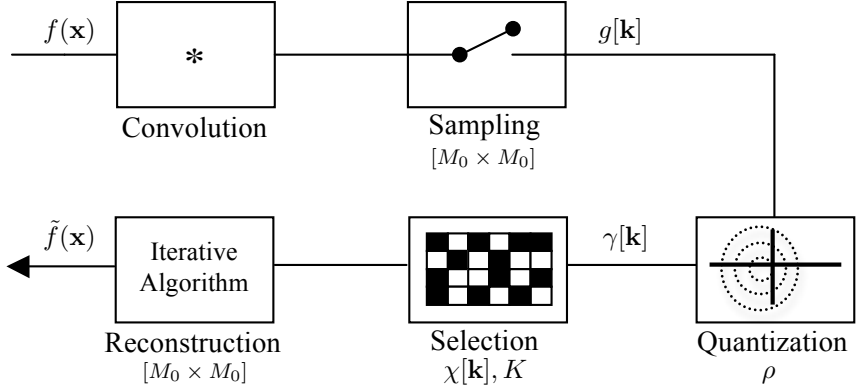 f(x)
*
g[k]
Convolution
Sampling
[M₀ × M₀]
f̃(x)
Iterative
Algorithm
γ[k]
Reconstruction
[M₀ × M₀]
Selection
χ[k], K
Quantization
ρ